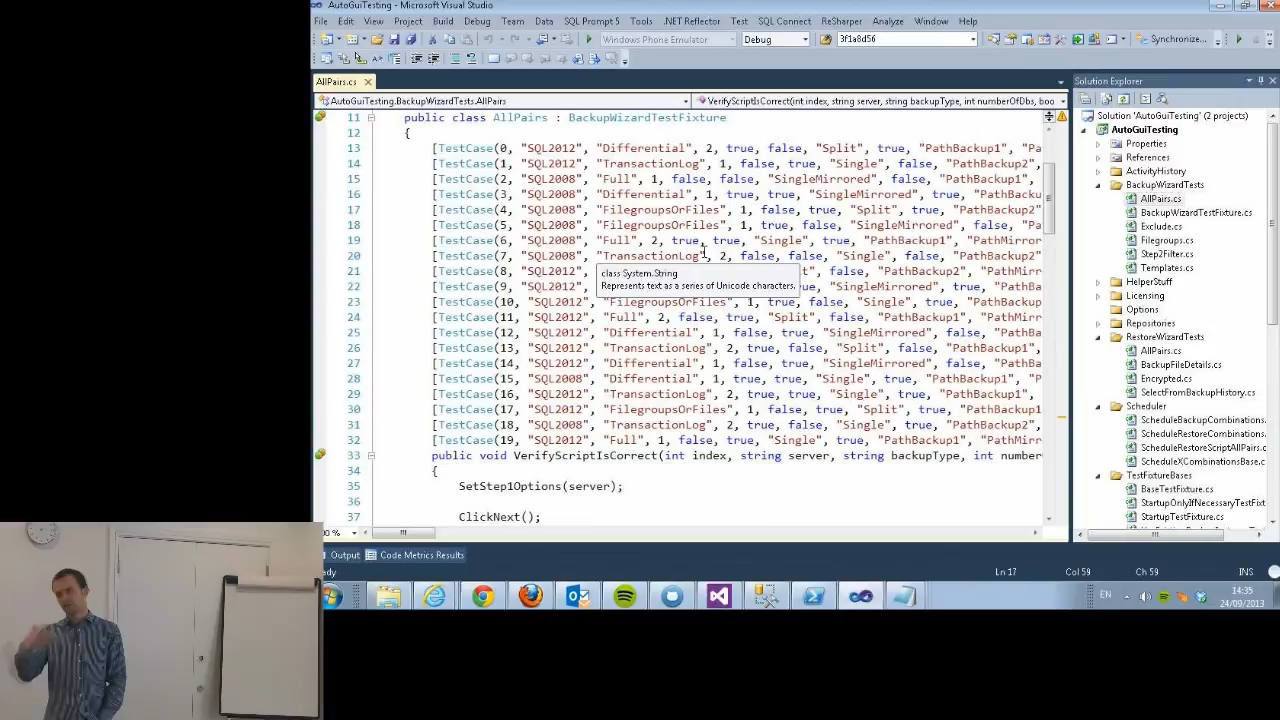 AutoGuiTesting - Microsoft Visual Studio
File Edit View Project Build Debug Team Data SQL Prompt 5 Tools .NET Reflector Test SQL Connect ReSharper Analyze Window Help
Windows Phone Emulator Debug 3f1a8d56 Synchronize...
AllPairs.cs
AutoGuiTesting.BackupWizardTests.AllPairs VerifyScriptIsCorrect(int index, string server, string backupType, int numberOfDbs, boo
11 public class AllPairs : BackupWizardTestFixture
12 {
13 [TestCase(0, "SQL2012", "Differential", 2, true, false, "Split", true, "PathBackup1", "Pa
14 [TestCase(1, "SQL2012", "TransactionLog", 1, false, true, "Single", false, "PathBackup2",
15 [TestCase(2, "SQL2008", "Full", 1, false, false, "SingleMirrored", false, "PathBackup1",
16 [TestCase(3, "SQL2008", "Differential", 1, true, true, "SingleMirrored", true, "PathBacku
17 [TestCase(4, "SQL2008", "FilegroupsOrFiles", 1, false, true, "Split", true, "PathBackup2"
18 [TestCase(5, "SQL2008", "FilegroupsOrFiles", 1, true, false, "SingleMirrored", false, "Pa
19 [TestCase(6, "SQL2008", "Full", 2, true, true, "Single", true, "PathBackup1", "PathMirror
20 [TestCase(7, "SQL2008", "TransactionLog", 2, false, false, "Single", true, "PathBackup2",
21 [TestCase(8, "SQL2012", t", false, "PathBackup2", "Pa
22 [TestCase(9, "SQL2012", ue, "SingleMirrored", true, "
23 [TestCase(10, "SQL2012", "FilegroupsOrFiles", 1, true, false, "Single", true, "PathBackup
24 [TestCase(11, "SQL2012", "Full", 2, false, true, "Split", false, "PathBackup2", "PathMirr
25 [TestCase(12, "SQL2012", "Differential", 1, false, true, "SingleMirrored", false, "PathBa
26 [TestCase(13, "SQL2012", "TransactionLog", 2, true, false, "Split", false, "PathBackup1",
27 [TestCase(14, "SQL2012", "Differential", 2, false, true, "SingleMirrored", false, "PathBa
28 [TestCase(15, "SQL2008", "Differential", 1, true, true, "Single", true, "PathBackup1", "P
29 [TestCase(16, "SQL2012", "TransactionLog", 2, true, false, "Single", true, "PathBackup1",
30 [TestCase(17, "SQL2012", "FilegroupsOrFiles", 1, false, true, "Split", true, "PathBackup1
31 [TestCase(18, "SQL2008", "TransactionLog", 2, true, false, "Single", true, "PathBackup2",
32 [TestCase(19, "SQL2012", "Full", 1, false, true, "Single", true, "PathBackup1", "PathMirr
33 public void VerifyScriptIsCorrect(int index, string server, string backupType, int number
34 {
35 SetStep1Options(server);
36
37 ClickNext();
class System.String
Represents text as a series of Unicode characters.
Solution Explorer
Solution 'AutoGuiTesting' (2 projects)
AutoGuiTesting
Properties
References
ActivityHistory
BackupWizardTests
AllPairs.cs
BackupWizardTestFixture.cs
Exclude.cs
Filegroups.cs
Step2Filter.cs
Templates.cs
HelperStuff
Licensing
Options
Repositories
RestoreWizardTests
AllPairs.cs
BackupFileDetails.cs
Encrypted.cs
SelectFromBackupHistory.cs
Scheduler
ScheduleBackupCombinations.
ScheduleRestoreCombinations.
ScheduleRestoreScriptAllPairs.c
ScheduleXCombinationsBase.c
TestFixtureBases
BaseTestFixture.cs
StartupOnlyIfNecessaryTestFixt
StartupTestFixture.cs
Output Code Metrics Results
Ln 17 Col 59 Ch 59 INS
EN 14:35
24/09/2013